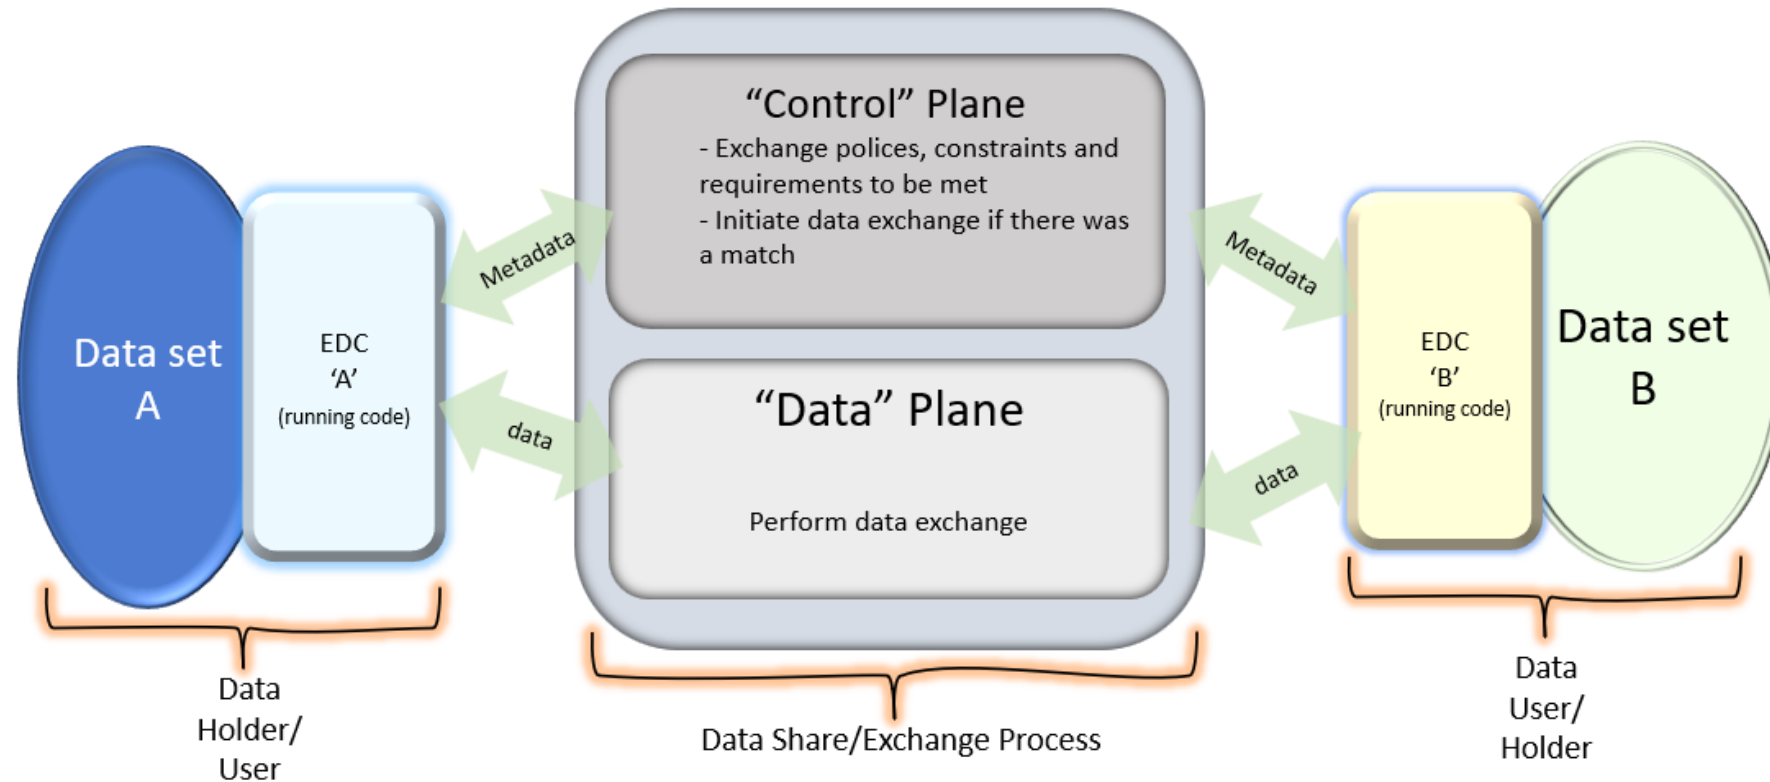 “Control” Plane
- Exchange polices, constraints and
requirements to be met
- Initiate data exchange if there was
a match
Metadata
Metadata
Data set
A
EDC
‘A’
(running code)
EDC
‘B’
(running code)
Data set
B
“Data” Plane
data
data
Perform data exchange
Data
Holder/
User
Data Share/Exchange Process
Data
User/
Holder